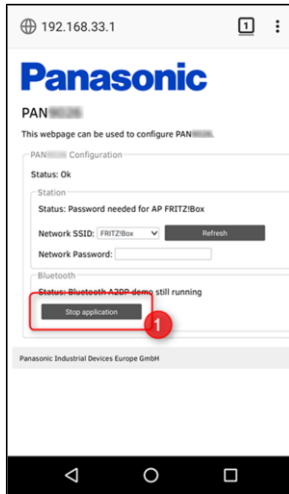 192.168.33.1
1
Panasonic
PAN
This webpage can be used to configure PAN
PAN Configuration
Status: Ok
Station
Status: Password needed for AP FRITZ!Box
Network SSID: FRITZ!Box Refresh
Network Password:
Bluetooth
Status: Bluetooth A2DP demo still running
Stop application
1
Panasonic Industrial Devices Europe GmbH